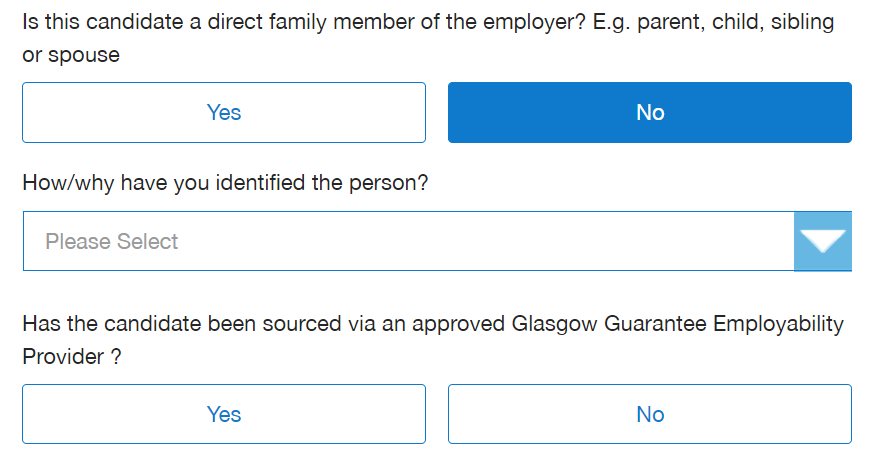 Is this candidate a direct family member of the employer? E.g. parent, child, sibling
or spouse
Yes
No
How/why have you identified the person?
Please Select
Has the candidate been sourced via an approved Glasgow Guarantee Employability
Provider ?
Yes
No